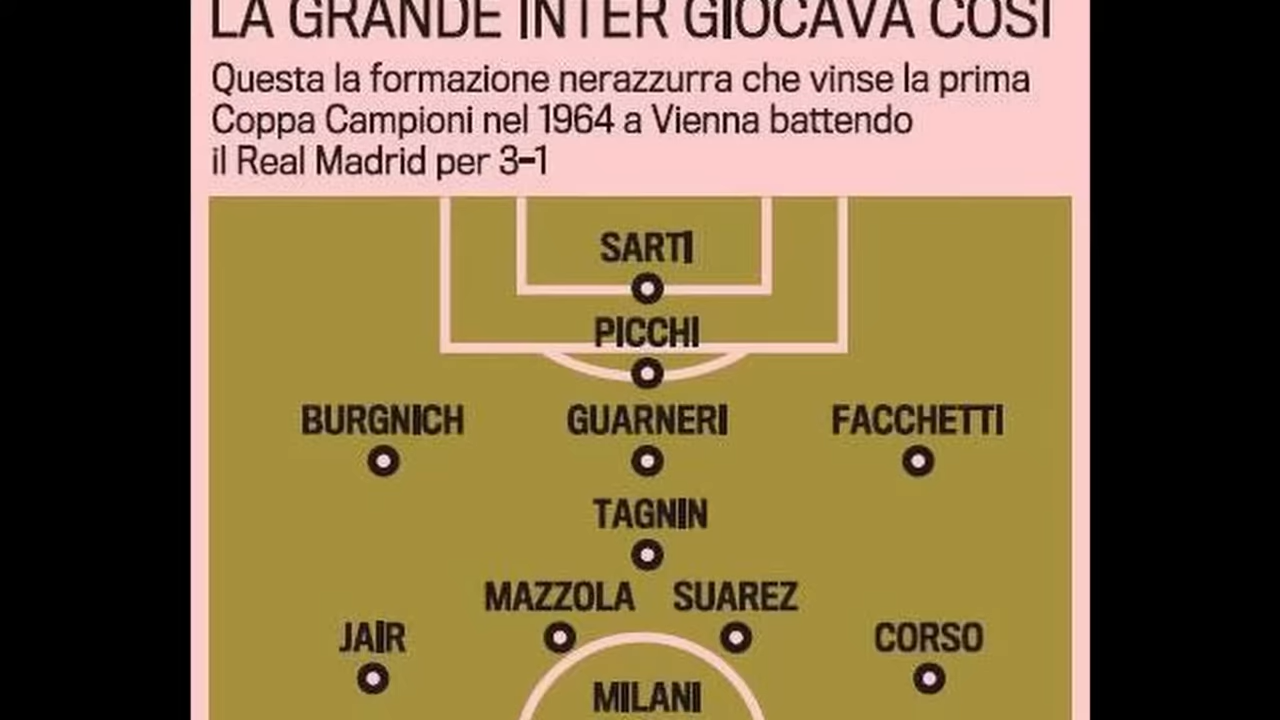 LA GRANDE INTER GIOCAVA COSÌ
Questa la formazione nerazzurra che vinse la prima
Coppa Campioni nel 1964 a Vienna battendo
il Real Madrid per 3-1
SARTI
PICCHI
BURGNICH GUARNERI FACCHETTI
TAGNIN
MAZZOLA SUAREZ
JAIR CORSO
MILANI